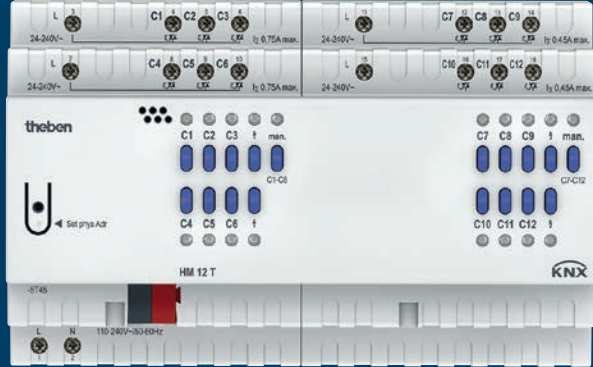 L 3 C1 4 C2 5 C3 6 L 11 C7 12 C8 13 C9 14
24-240V~ I∑ 0,75A max. 24-240V~ I∑ 0,45A max.
L 7 C4 8 C5 9 C6 10 L 15 C10 16 C11 17 C12 18
24-240V~ I∑ 0,75A max. 24-240V~ I∑ 0,45A max.
theben
C1 C2 C3 man. C7 C8 C9 man.
C1-C6 C7-C12
Set phys Adr
C4 C5 C6 C10 C11 C12
HM 12 T KNX
-5T45
L N 110-240V~/50-60Hz
1 2